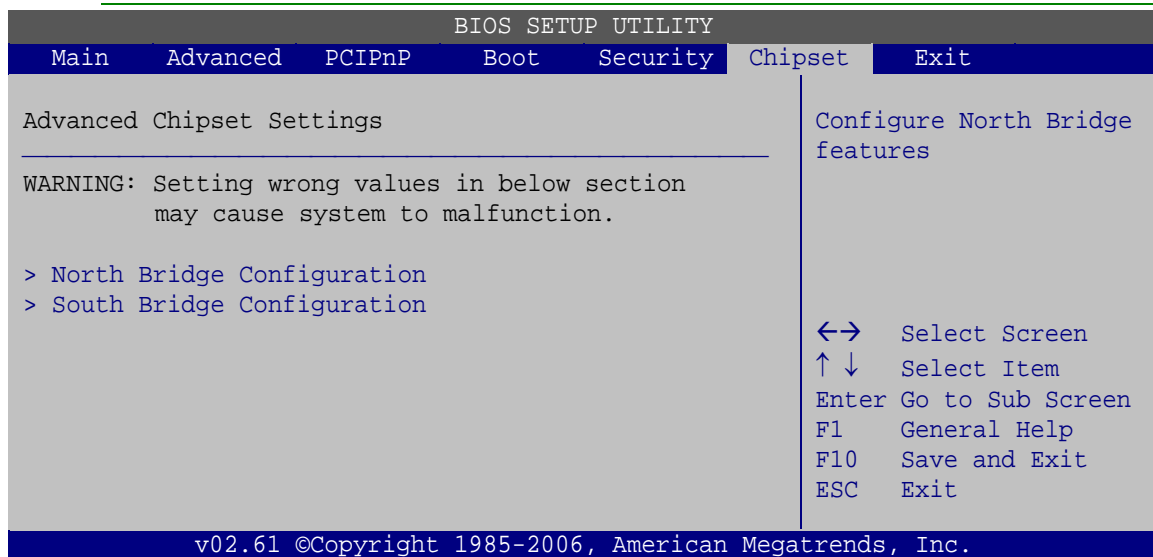 BIOS SETUP UTILITY
Main Advanced PCIPnP Boot Security Chipset Exit
Advanced Chipset Settings
WARNING: Setting wrong values in below section
may cause system to malfunction.
> North Bridge Configuration
> South Bridge Configuration
Configure North Bridge
features
←→ Select Screen
↑ ↓ Select Item
Enter Go to Sub Screen
F1 General Help
F10 Save and Exit
ESC Exit
v02.61 ©Copyright 1985-2006, American Megatrends, Inc.